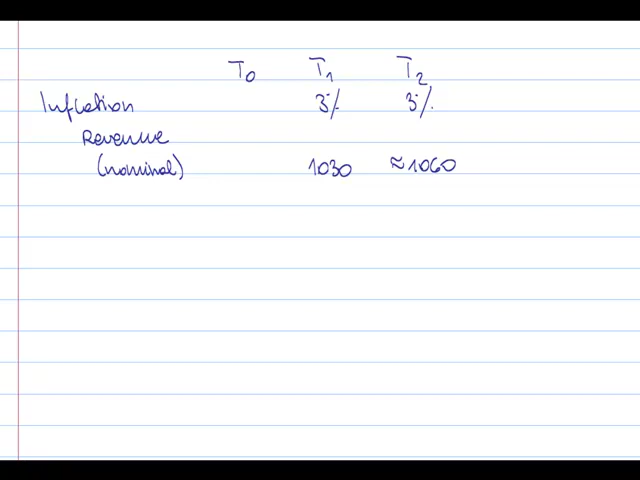 T0 T1 T2
Inflation 3% 3%
Revenue
(nominal) 1030 ≈1060